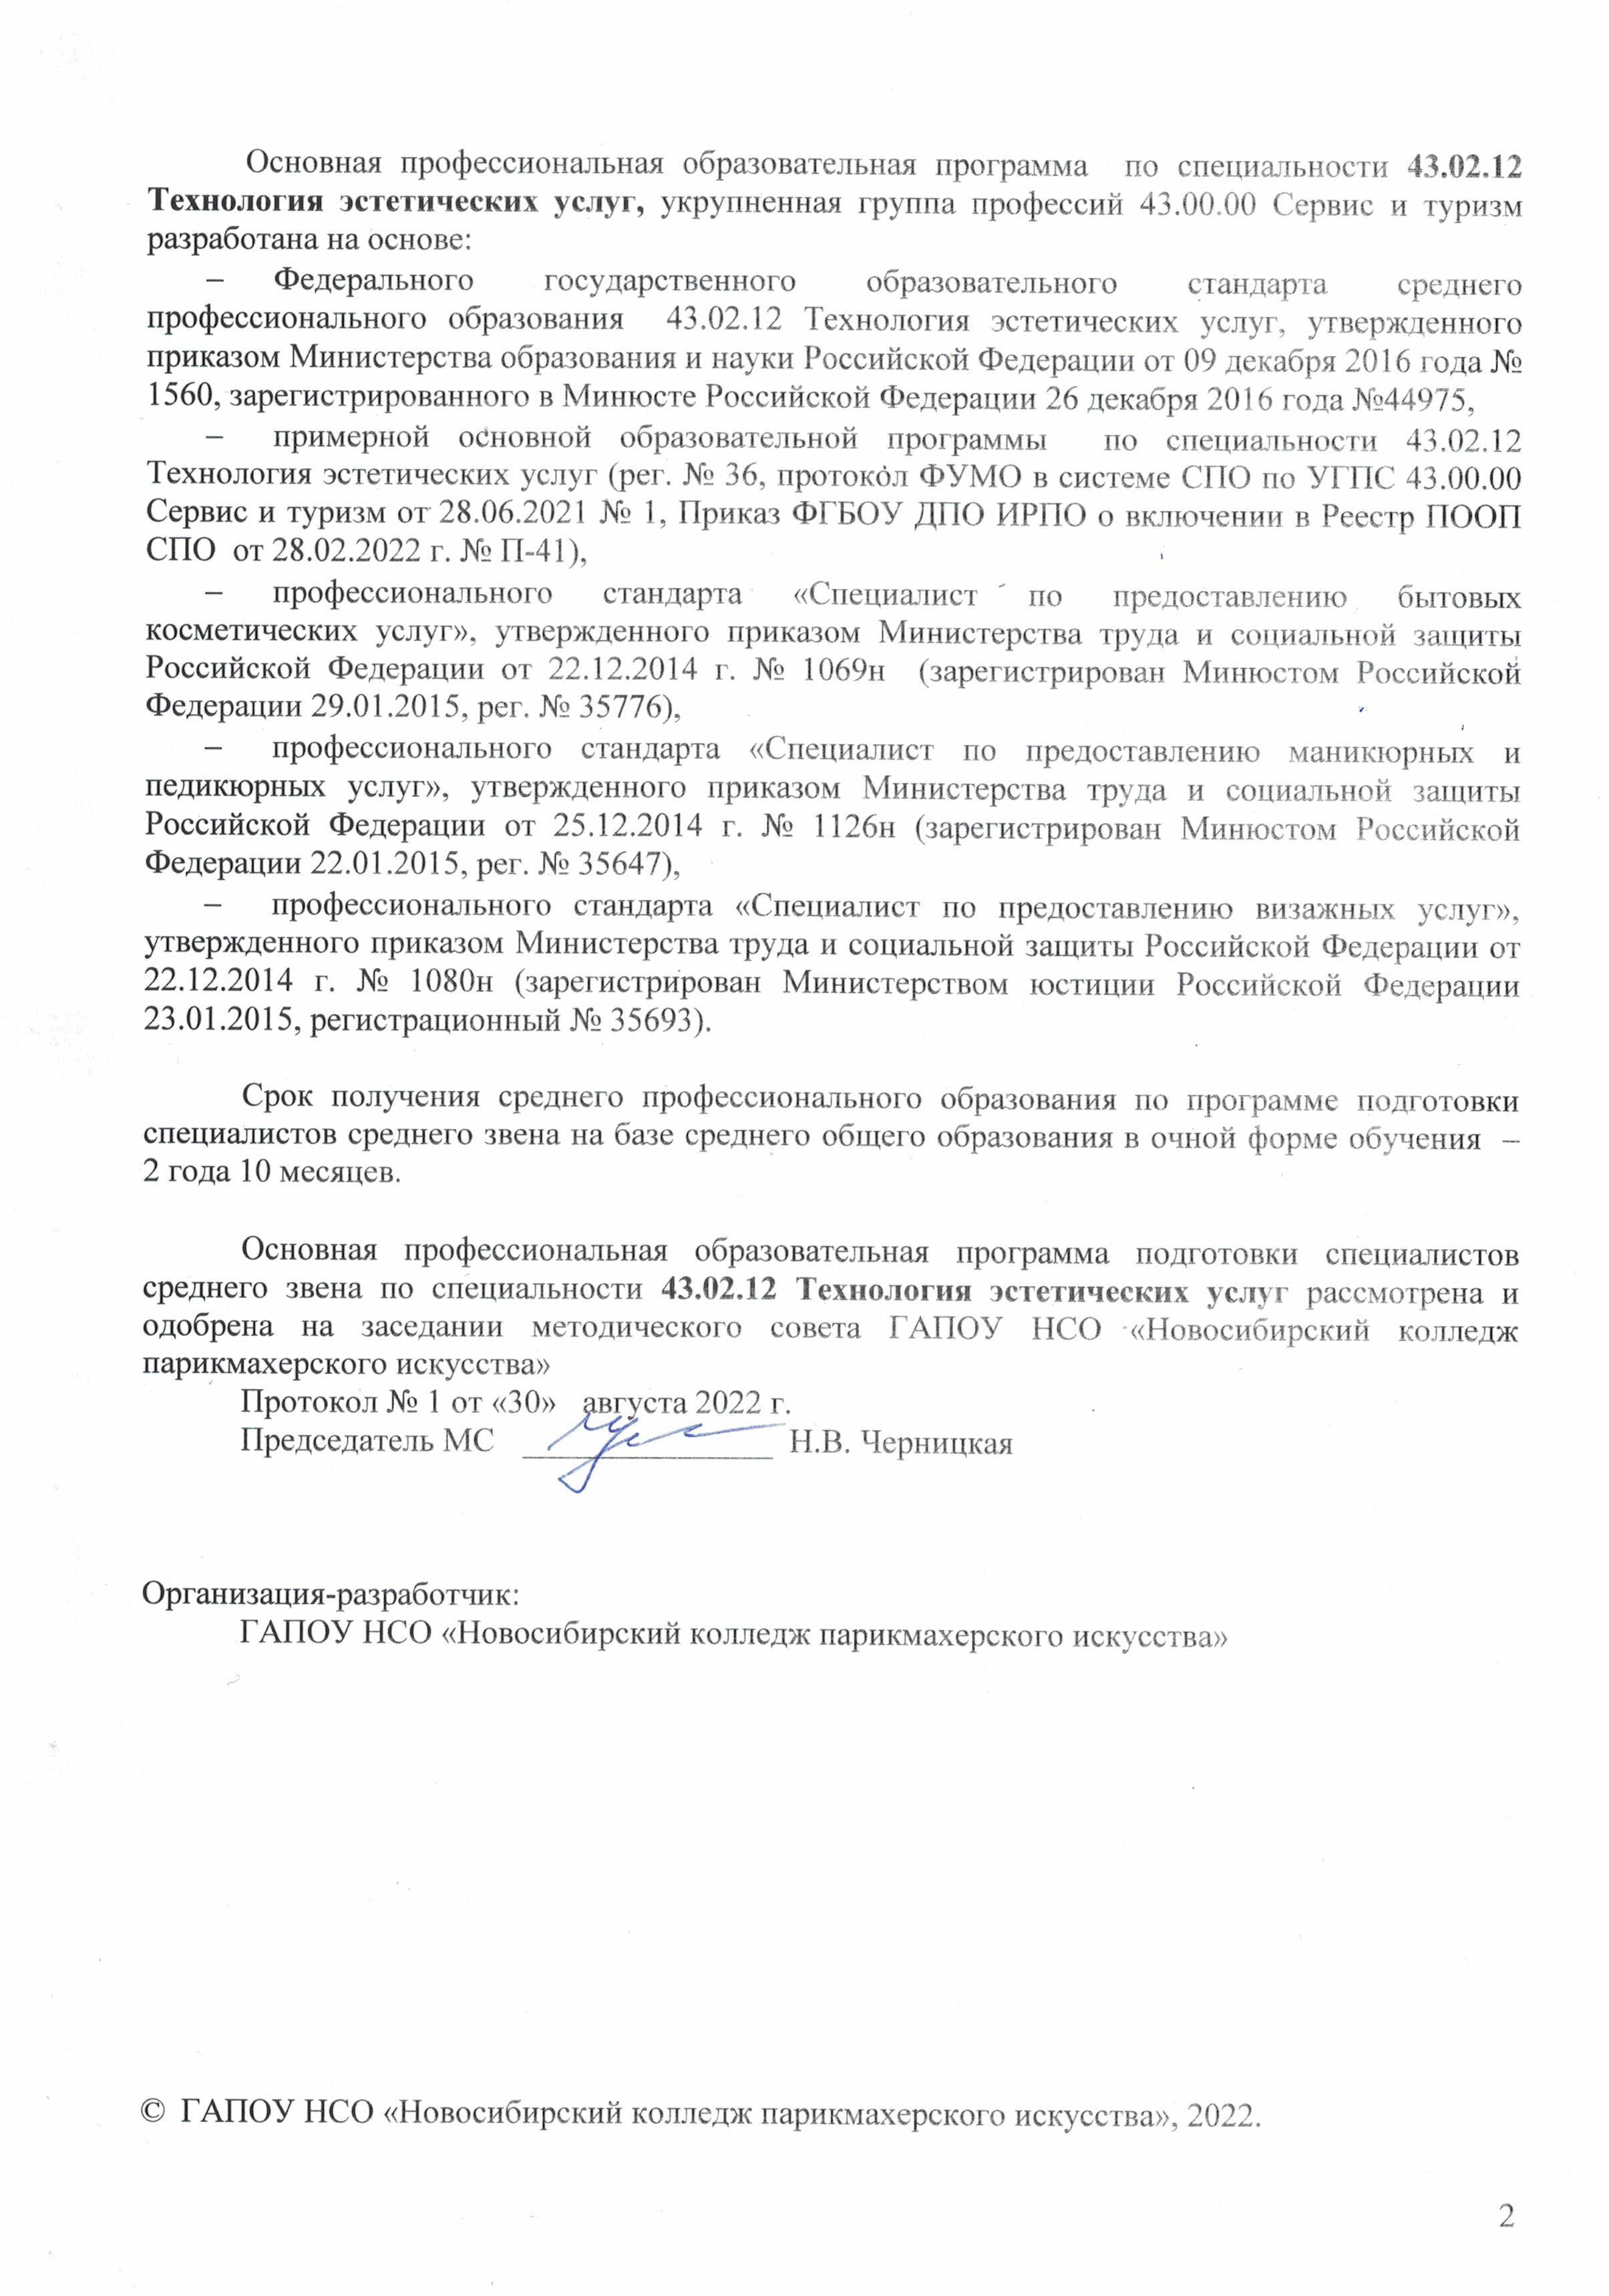 Основная профессиональная образовательная программа по специальности 43.02.12
Технология эстетических услуг, укрупненная группа профессий 43.00.00 Сервис и туризм
разработана на основе:
– Федерального государственного образовательного стандарта среднего
профессионального образования 43.02.12 Технология эстетических услуг, утвержденного
приказом Министерства образования и науки Российской Федерации от 09 декабря 2016 года №
1560, зарегистрированного в Минюсте Российской Федерации 26 декабря 2016 года №44975,
– примерной основной образовательной программы по специальности 43.02.12
Технология эстетических услуг (рег. № 36, протокол ФУМО в системе СПО по УГПС 43.00.00
Сервис и туризм от 28.06.2021 № 1, Приказ ФГБОУ ДПО ИРПО о включении в Реестр ПООП
СПО от 28.02.2022 г. № П-41),
– профессионального стандарта «Специалист по предоставлению бытовых
косметических услуг», утвержденного приказом Министерства труда и социальной защиты
Российской Федерации от 22.12.2014 г. № 1069н (зарегистрирован Минюстом Российской
Федерации 29.01.2015, рег. № 35776),
– профессионального стандарта «Специалист по предоставлению маникюрных и
педикюрных услуг», утвержденного приказом Министерства труда и социальной защиты
Российской Федерации от 25.12.2014 г. № 1126н (зарегистрирован Минюстом Российской
Федерации 22.01.2015, рег. № 35647),
– профессионального стандарта «Специалист по предоставлению визажных услуг»,
утвержденного приказом Министерства труда и социальной защиты Российской Федерации от
22.12.2014 г. № 1080н (зарегистрирован Министерством юстиции Российской Федерации
23.01.2015, регистрационный № 35693).
Срок получения среднего профессионального образования по программе подготовки
специалистов среднего звена на базе среднего общего образования в очной форме обучения –
2 года 10 месяцев.
Основная профессиональная образовательная программа подготовки специалистов
среднего звена по специальности 43.02.12 Технология эстетических услуг рассмотрена и
одобрена на заседании методического совета ГАПОУ НСО «Новосибирский колледж
парикмахерского искусства»
Протокол № 1 от «30» августа 2022 г.
Председатель МС _______________ Н.В. Черницкая
Организация-разработчик:
ГАПОУ НСО «Новосибирский колледж парикмахерского искусства»
© ГАПОУ НСО «Новосибирский колледж парикмахерского искусства», 2022.
2